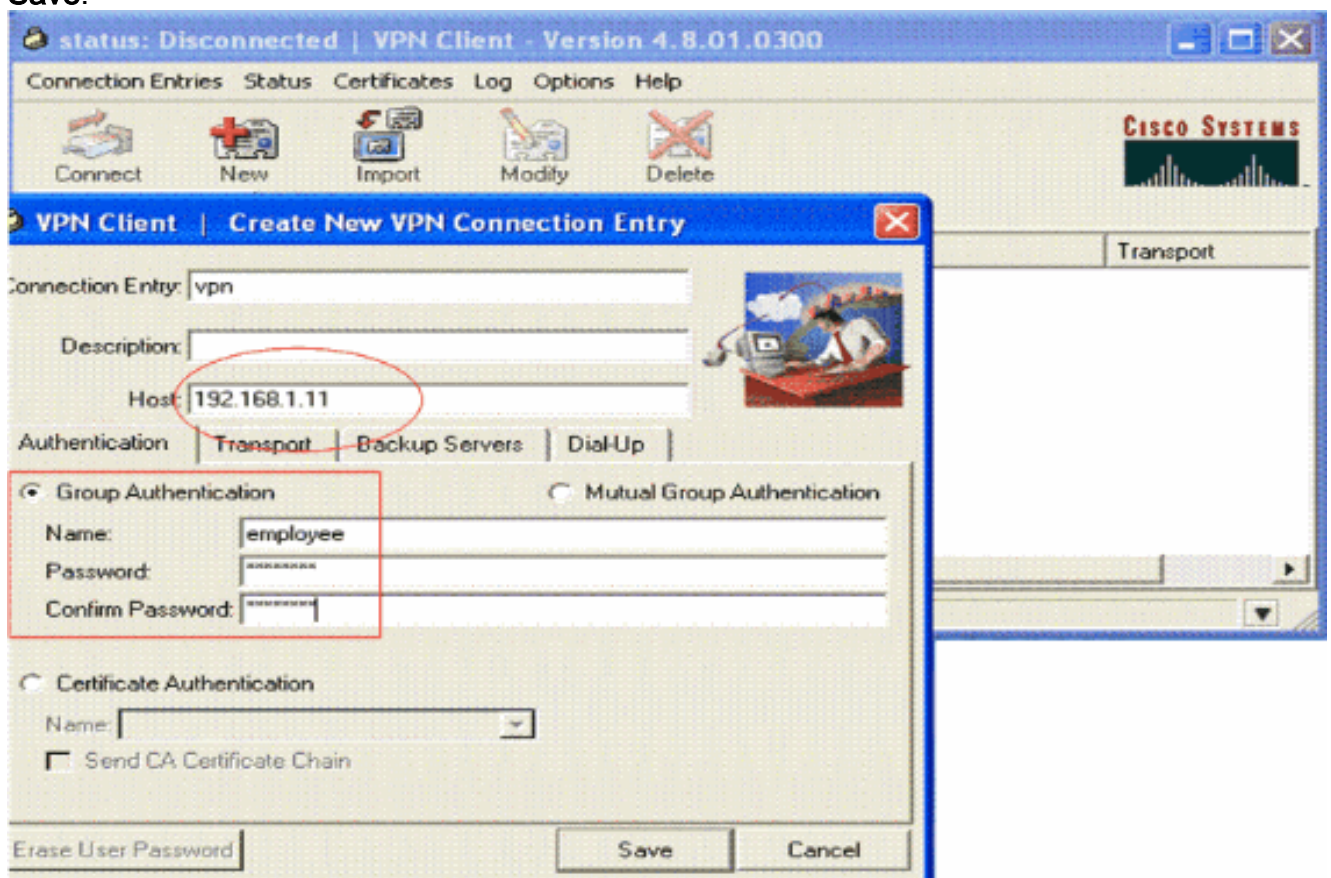 Save.
status: Disconnected | VPN Client - Version 4.8.01.0300
Connection Entries Status Certificates Log Options Help
Connect New Import Modify Delete
CISCO SYSTEMS
VPN Client | Create New VPN Connection Entry
Transport
Connection Entry: vpn
Description:
Host: 192.168.1.11
Authentication Transport Backup Servers Dial-Up
Group Authentication Mutual Group Authentication
Name: employee
Password: ********
Confirm Password: ********
Certificate Authentication
Name:
Send CA Certificate Chain
Erase User Password Save Cancel